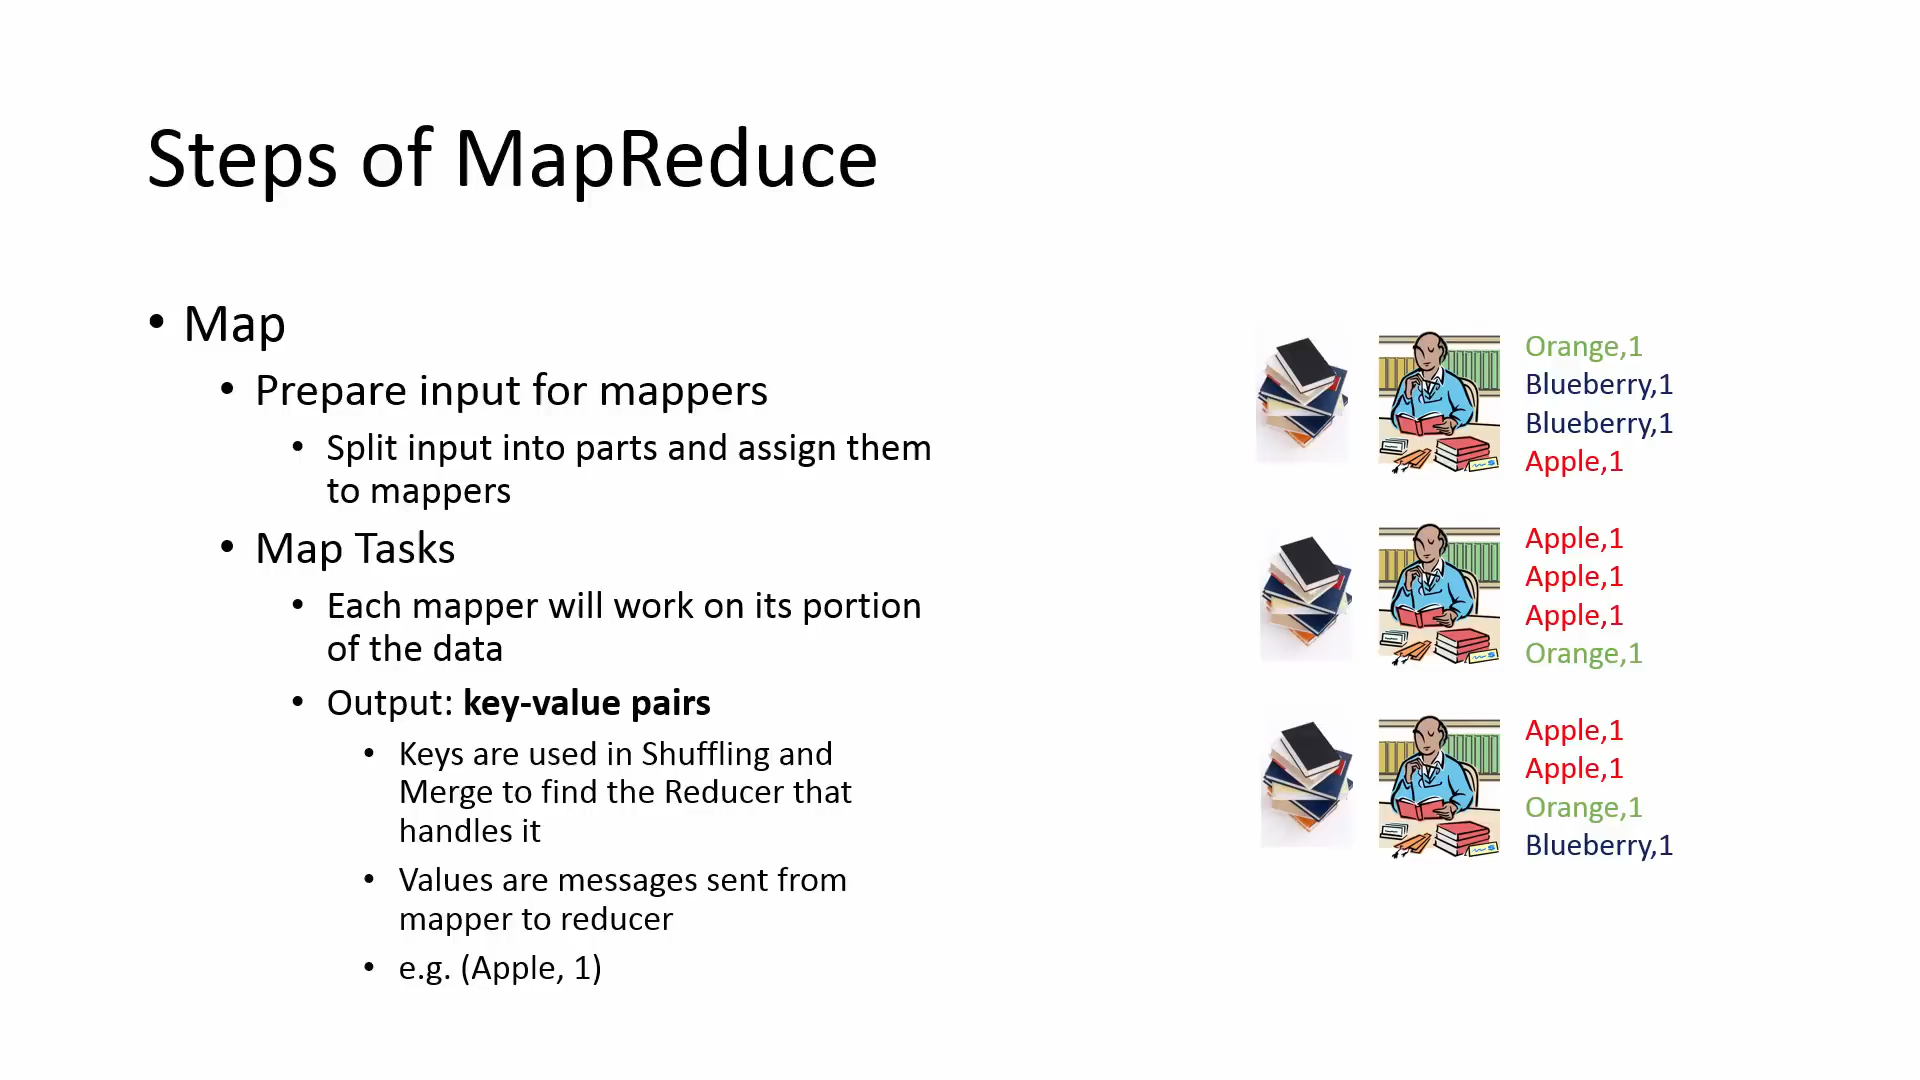 Steps of MapReduce
• Map
• Prepare input for mappers
• Split input into parts and assign them
to mappers
• Map Tasks
• Each mapper will work on its portion
of the data
• Output: key-value pairs
• Keys are used in Shuffling and
Merge to find the Reducer that
handles it
• Values are messages sent from
mapper to reducer
• e.g. (Apple, 1)
Orange,1
Blueberry,1
Blueberry,1
Apple,1
Apple,1
Apple,1
Apple,1
Orange,1
Apple,1
Apple,1
Orange,1
Blueberry,1